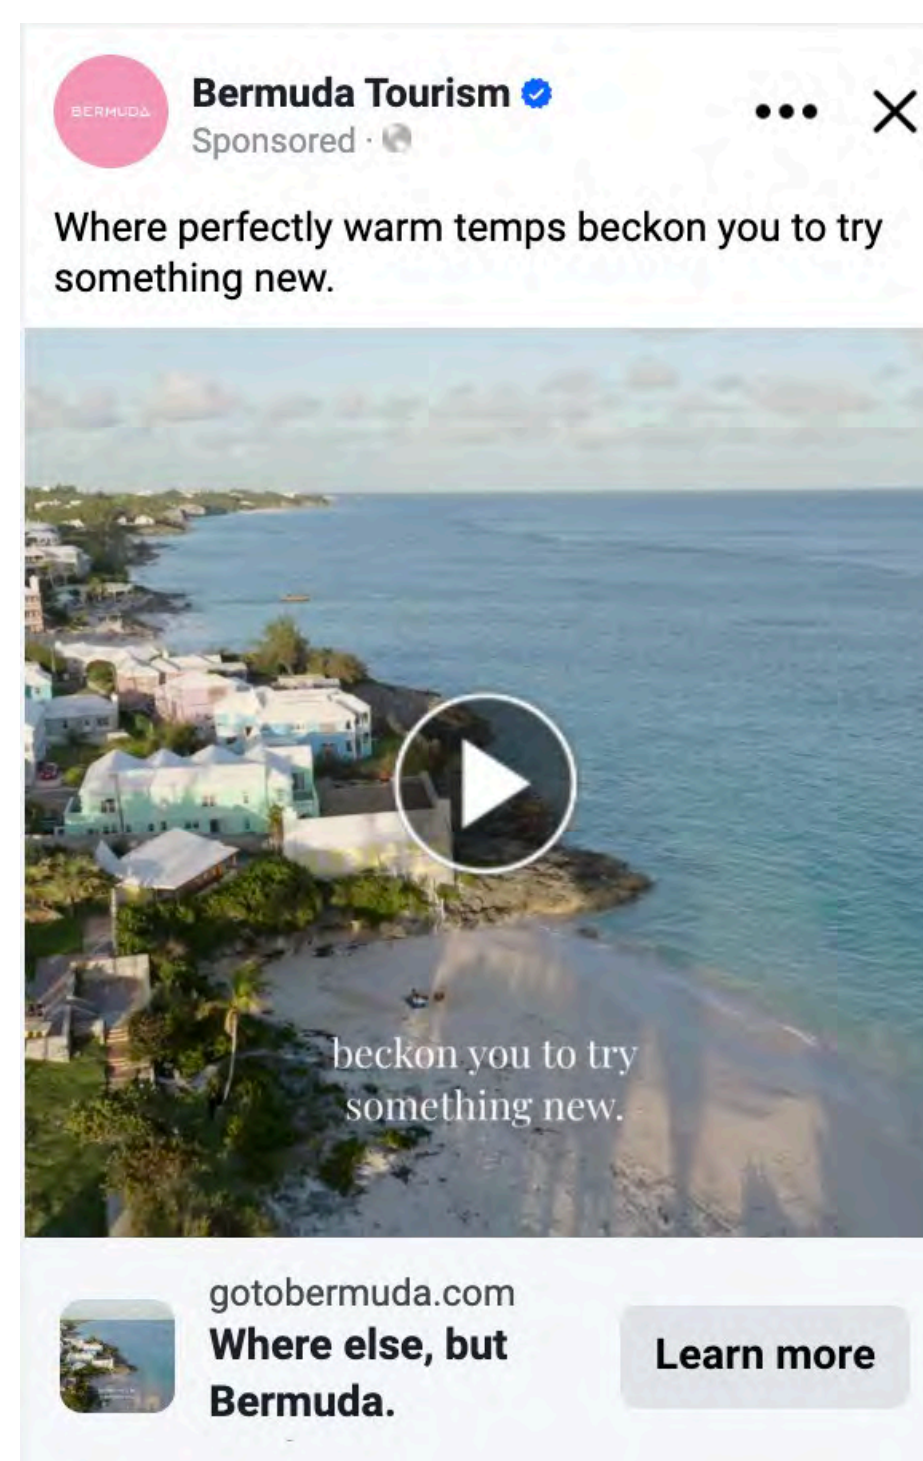 BERMUDA
Bermuda Tourism
Sponsored ·
Where perfectly warm temps beckon you to try
something new.
beckon you to try
something new.
gotobermuda.com
Where else, but
Bermuda.
Learn more